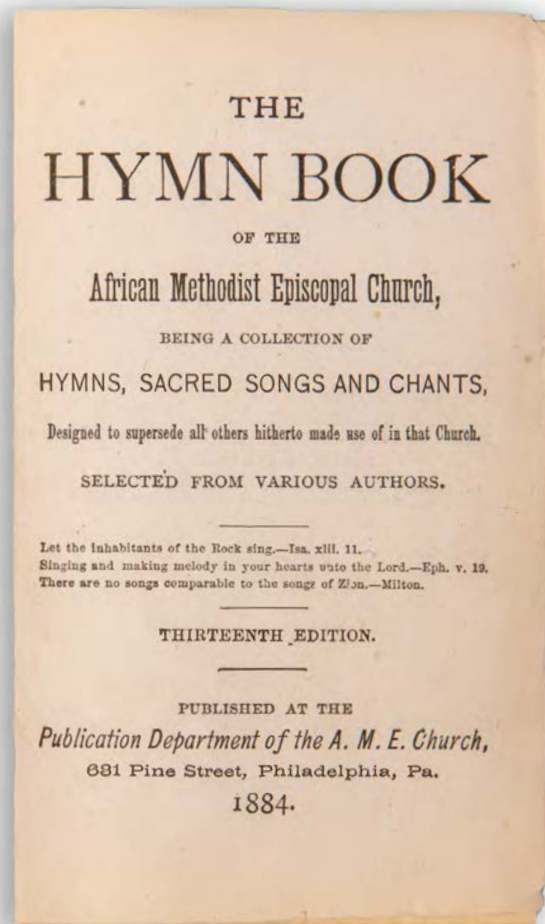 THE
HYMN BOOK
OF THE
African Methodist Episcopal Church,
BEING A COLLECTION OF
HYMNS, SACRED SONGS AND CHANTS,
Designed to supersede all others hitherto made use of in that Church.
SELECTED FROM VARIOUS AUTHORS.
Let the inhabitants of the Rock sing.—Isa. xlii. 11.
Singing and making melody in your hearts unto the Lord.—Eph. v. 19.
There are no songs comparable to the songs of Zion.—Milton.
THIRTEENTH EDITION.
PUBLISHED AT THE
Publication Department of the A. M. E. Church,
631 Pine Street, Philadelphia, Pa.
1884.